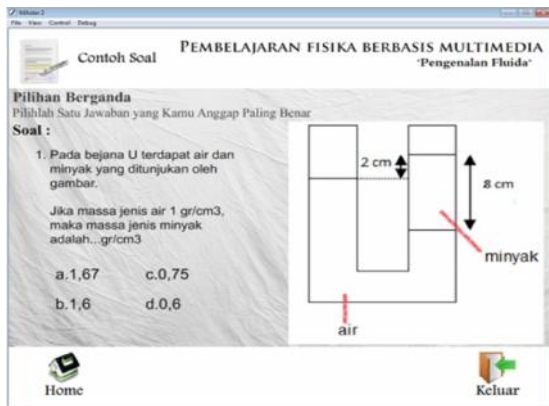 File View Control Debug
Contoh Soal
PEMBELAJARAN FISIKA BERBASIS MULTIMEDIA
"Pengenalan Fluida"
Pilihan Berganda
Pilihlah Satu Jawaban yang Kamu Anggap Paling Benar
Soal :
1. Pada bejana U terdapat air dan
minyak yang ditunjukan oleh
gambar.
Jika massa jenis air 1 gr/cm3,
maka massa jenis minyak
adalah...gr/cm3
a.1,67 c.0,75
b.1,6 d.0,6
2 cm
8 cm
minyak
air
Home
Keluar